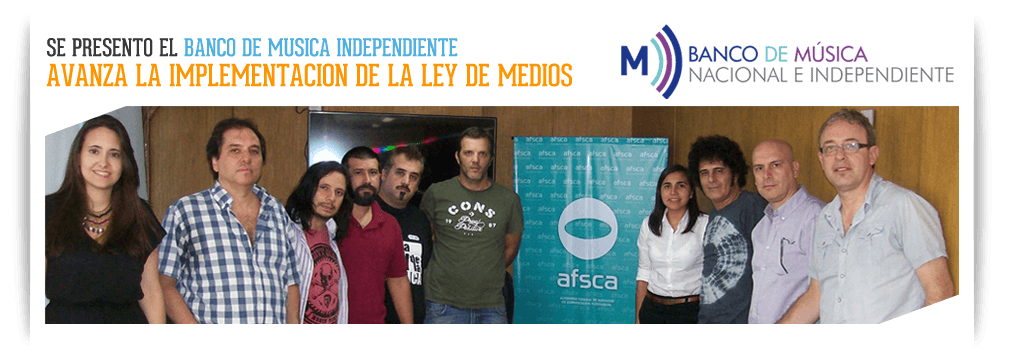 SE PRESENTO EL BANCO DE MUSICA INDEPENDIENTE
AVANZA LA IMPLEMENTACION DE LA LEY DE MEDIOS
M
BANCO DE MÚSICA
NACIONAL E INDEPENDIENTE
afsca
afsca
CONS